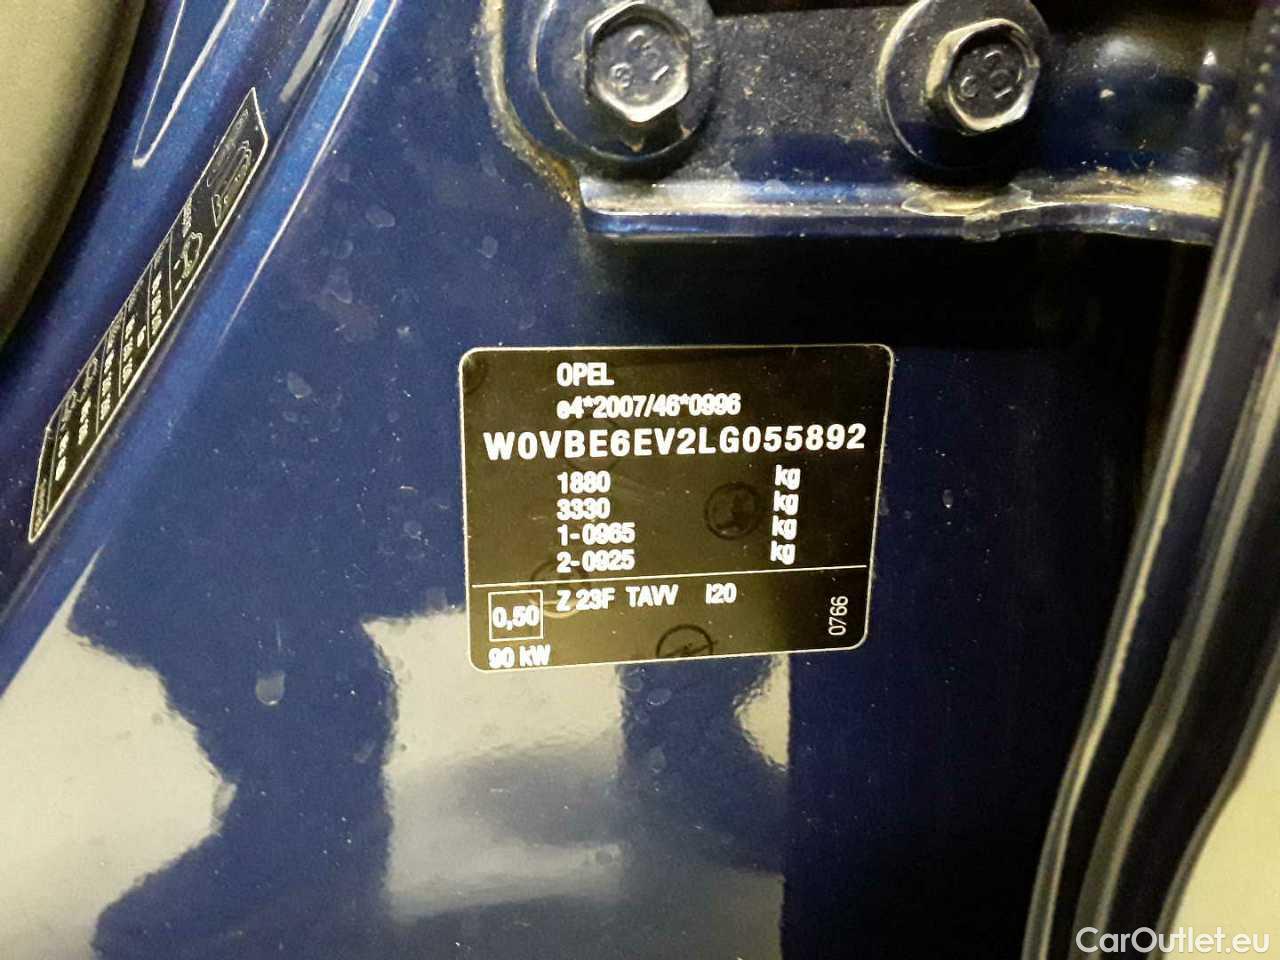 OPEL
e4*2007/46*0996
W0VBE6EV2LG055892
1880 kg
3330 kg
1-0965 kg
2-0925 kg
0,50 Z 23F TAVV I20
90 kW
0766
CarOutlet.eu